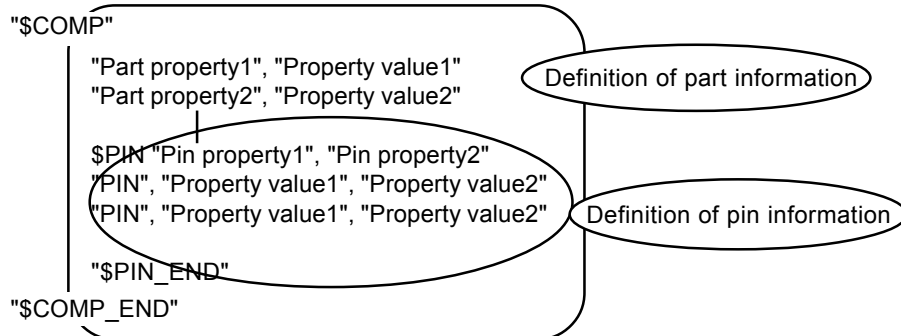 "$COMP"
"Part property1", "Property value1"
"Part property2", "Property value2"
Definition of part information
$PIN "Pin property1", "Pin property2"
"PIN", "Property value1", "Property value2"
"PIN", "Property value1", "Property value2"
Definition of pin information
"$PIN_END"
"$COMP_END"